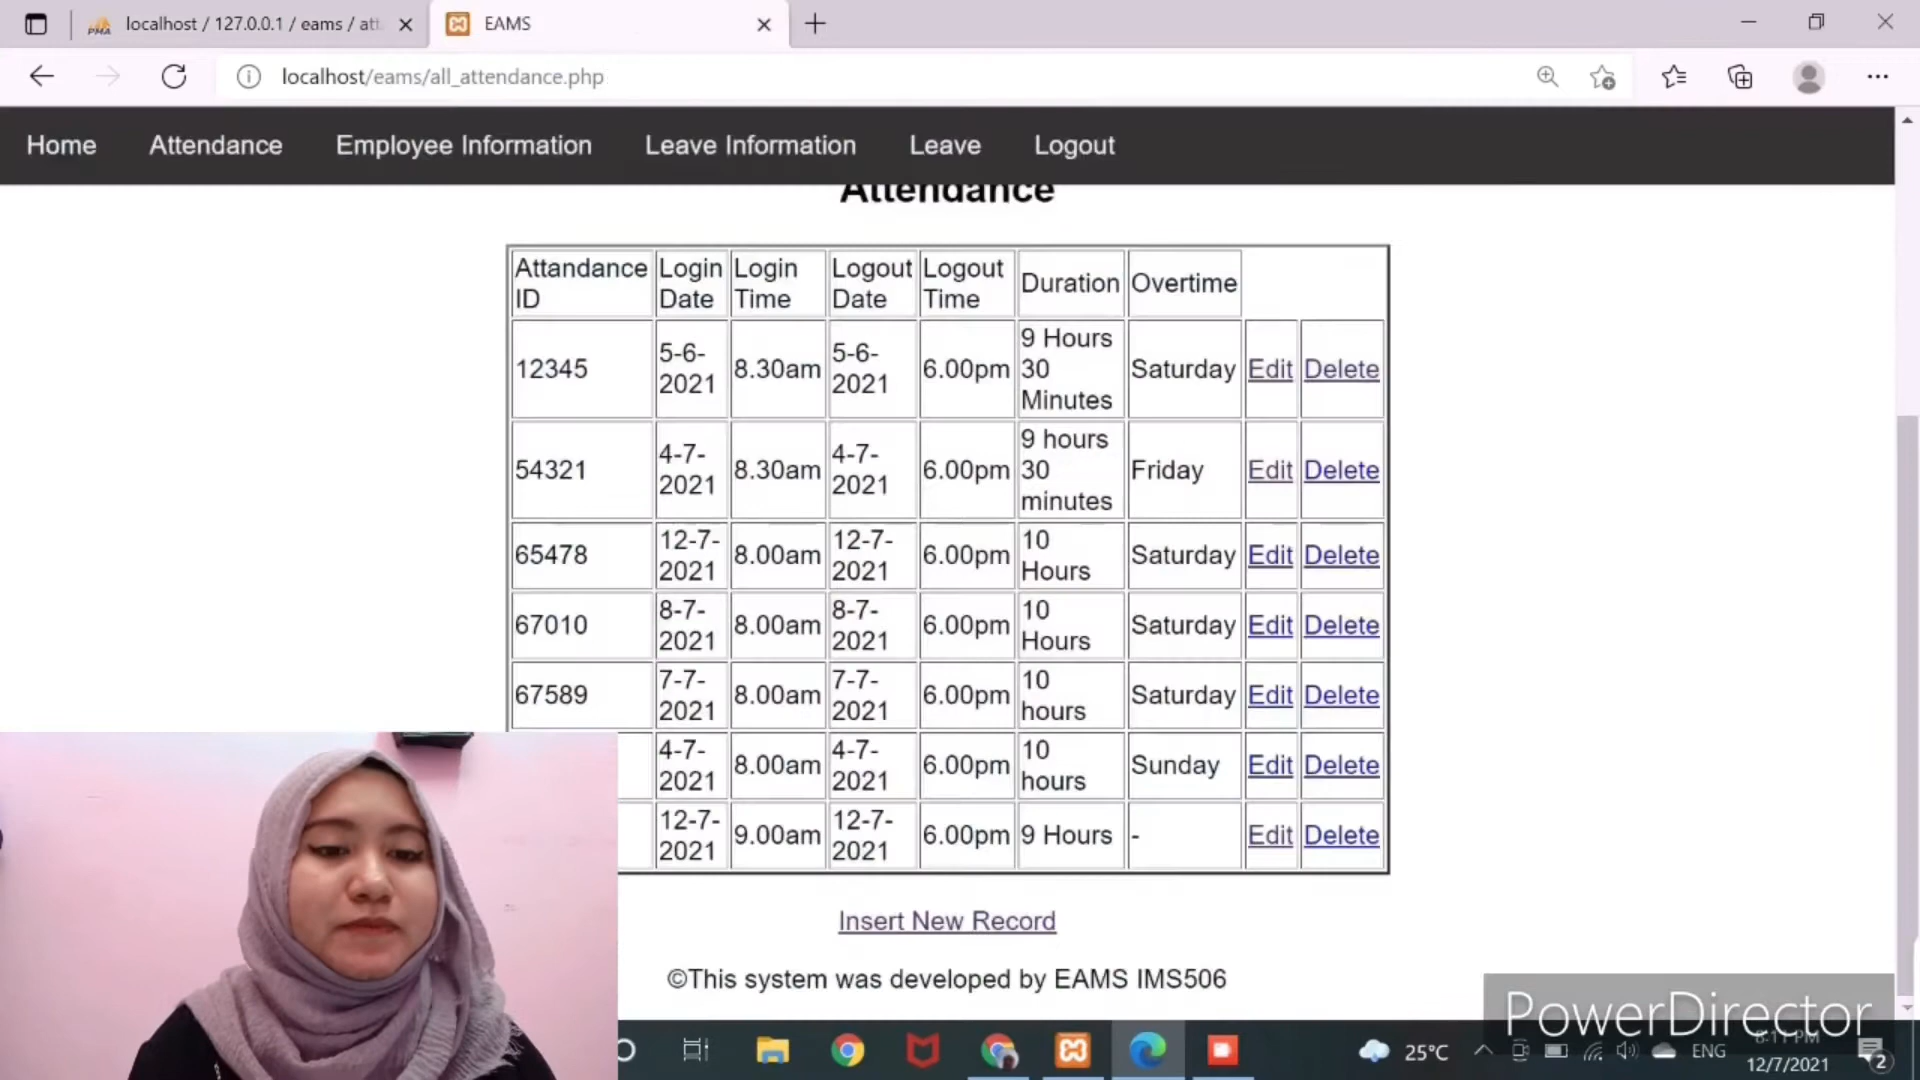 localhost / 127.0.0.1 / eams / att
EAMS
localhost/eams/all_attendance.php
Home Attendance Employee Information Leave Information Leave Logout
Attendance
Attandance ID Login Date Login Time Logout Date Logout Time Duration Overtime
12345 5-6-2021 8.30am 5-6-2021 6.00pm 9 Hours 30 Minutes Saturday Edit Delete
54321 4-7-2021 8.30am 4-7-2021 6.00pm 9 hours 30 minutes Friday Edit Delete
65478 12-7-2021 8.00am 12-7-2021 6.00pm 10 Hours Saturday Edit Delete
67010 8-7-2021 8.00am 8-7-2021 6.00pm 10 Hours Saturday Edit Delete
67589 7-7-2021 8.00am 7-7-2021 6.00pm 10 hours Saturday Edit Delete
4-7-2021 8.00am 4-7-2021 6.00pm 10 hours Sunday Edit Delete
12-7-2021 9.00am 12-7-2021 6.00pm 9 Hours - Edit Delete
Insert New Record
©This system was developed by EAMS IMS506
PowerDirector
25°C ENG 8:11 PM
12/7/2021 2